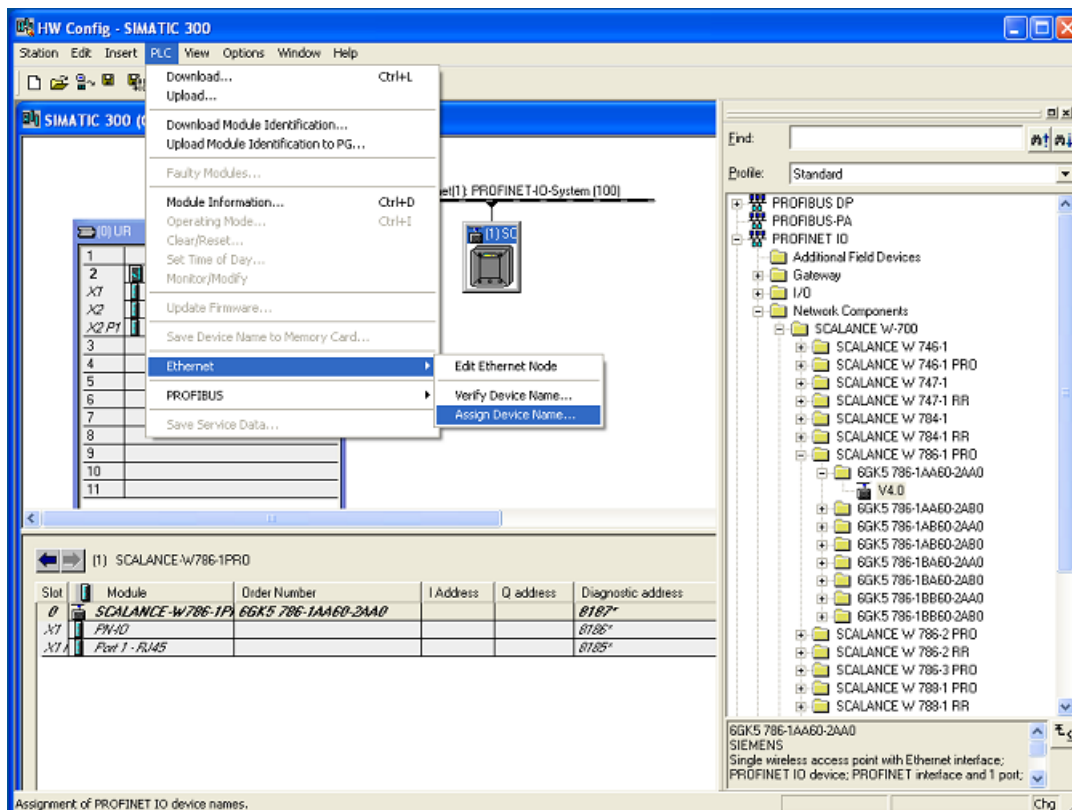 HW Config - SIMATIC 300
Station Edit Insert PLC View Options Window Help
Download... Ctrl+L
Upload...
Download Module Identification...
Upload Module Identification to PG...
Faulty Modules...
Module Information... Ctrl+D
Operating Mode... Ctrl+I
Clear/Reset...
Set Time of Day...
Monitor/Modify
Update Firmware...
Save Device Name to Memory Card...
Ethernet
PROFIBUS
Save Service Data...
Edit Ethernet Node
Verify Device Name...
Assign Device Name...
SIMATIC 300 (
(0) UR
1
2
X1
X2
X2 P1
3
4
5
6
7
8
9
10
11
net(1): PROFINET-IO-System (100)
(1) SC
Find:
Profile: Standard
PROFIBUS DP
PROFIBUS-PA
PROFINET IO
Additional Field Devices
Gateway
I/O
Network Components
SCALANCE W-700
SCALANCE W 746-1
SCALANCE W 746-1 PRO
SCALANCE W 747-1
SCALANCE W 747-1 RR
SCALANCE W 784-1
SCALANCE W 784-1 RR
SCALANCE W 786-1 PRO
6GK5 786-1AA60-2AA0
V4.0
6GK5 786-1AA60-2AB0
6GK5 786-1AB60-2AA0
6GK5 786-1AB60-2AB0
6GK5 786-1BA60-2AA0
6GK5 786-1BA60-2AB0
6GK5 786-1BB60-2AA0
6GK5 786-1BB60-2AB0
SCALANCE W 786-2 PRO
SCALANCE W 786-2 RR
SCALANCE W 786-3 PRO
SCALANCE W 788-1 PRO
SCALANCE W 788-1 RR
(1) SCALANCE-W786-1PRO
Slot Module Order Number I Address Q address Diagnostic address
0 SCALANCE-W786-1P 6GK5 786-1AA60-2AA0 8187*
X1 PN-IO 8186*
X1 Port 1 - RJ45 8185*
6GK5 786-1AA60-2AA0
SIEMENS
Single wireless access point with Ethernet interface;
PROFINET IO device; PROFINET interface and 1 port;
Assignment of PROFINET IO device names. Chg